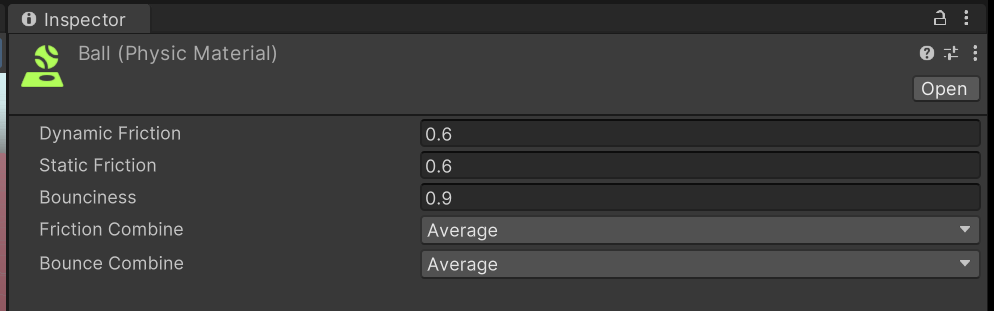 Inspector
Ball (Physic Material)
Open
Dynamic Friction 0.6
Static Friction 0.6
Bounciness 0.9
Friction Combine Average
Bounce Combine Average